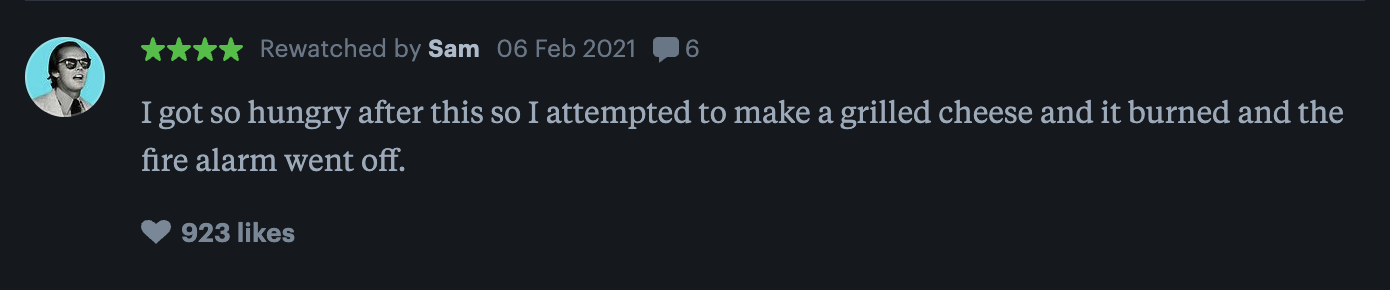 Rewatched by Sam 06 Feb 2021 6
I got so hungry after this so I attempted to make a grilled cheese and it burned and the
fire alarm went off.
923 likes